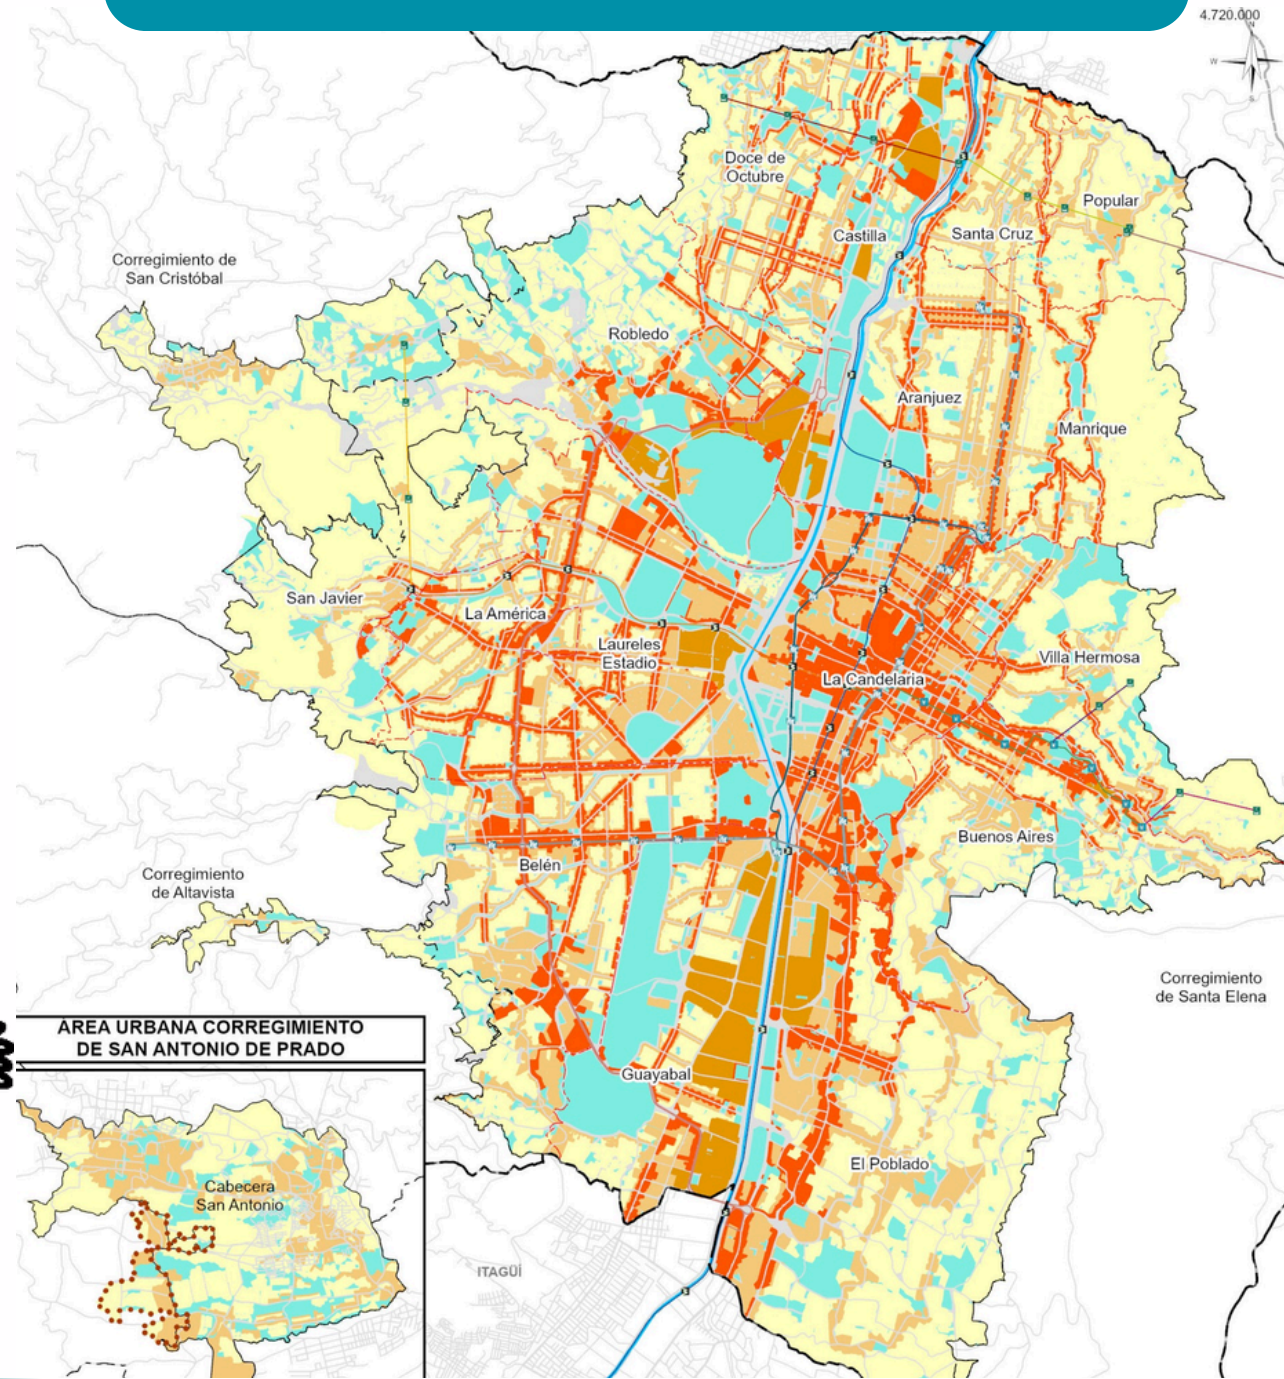 4.720.000
N
W
Doce de
Octubre
Popular
Castilla
Santa Cruz
Corregimiento de
San Cristóbal
Robledo
Aranjuez
Manrique
San Javier
La América
Laureles
Estadio
Villa Hermosa
La Candelaria
Buenos Aires
Belén
Corregimiento
de Altavista
Corregimiento
de Santa Elena
AREA URBANA CORREGIMIENTO
DE SAN ANTONIO DE PRADO
Guayabal
El Poblado
Cabecera
San Antonio
ITAGÜÍ